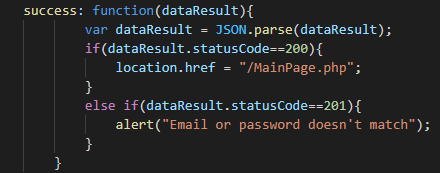 success: function(dataResult){
var dataResult = JSON.parse(dataResult);
if(dataResult.statusCode==200){
location.href = "/MainPage.php";
}
else if(dataResult.statusCode==201){
alert("Email or password doesn't match");
}
}